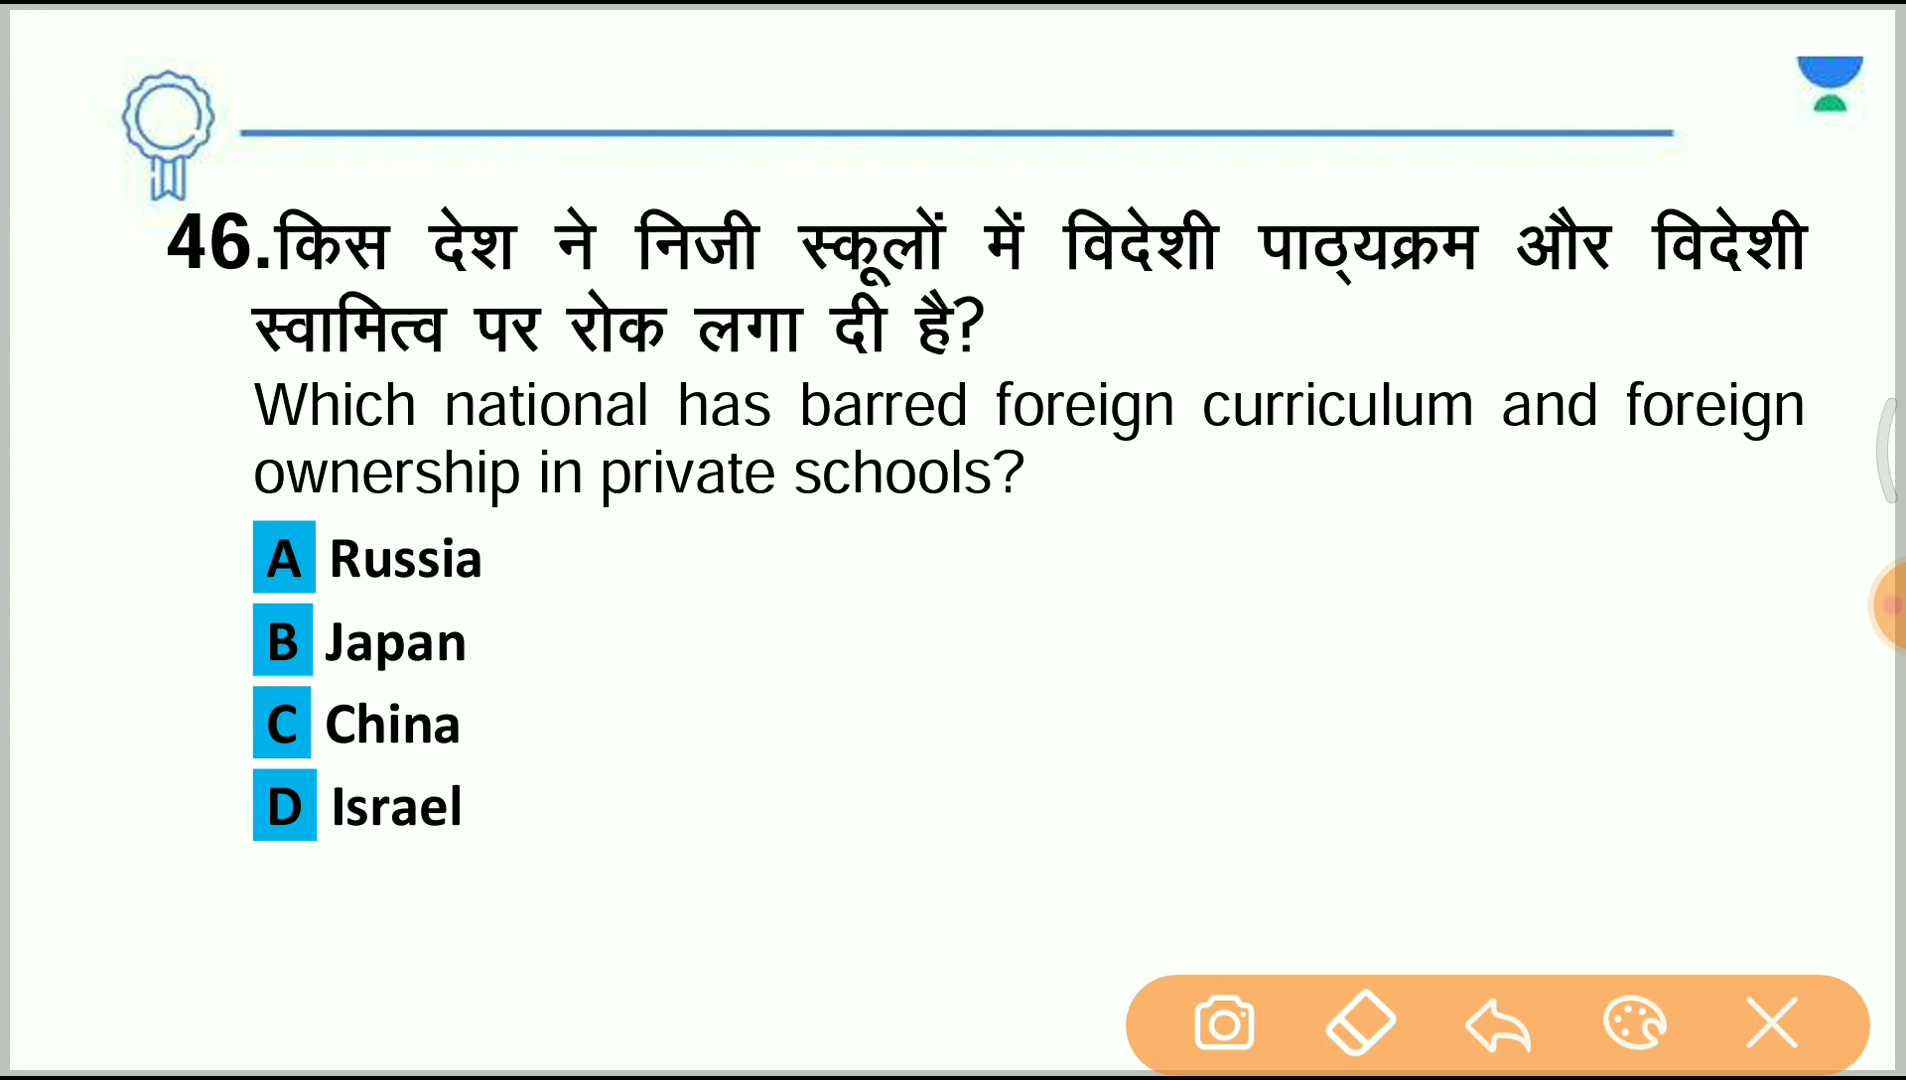 46.किस देश ने निजी स्कूलों में विदेशी पाठ्यक्रम और विदेशी
स्वामित्व पर रोक लगा दी है?
Which national has barred foreign curriculum and foreign
ownership in private schools?
A Russia
B Japan
C China
D Israel